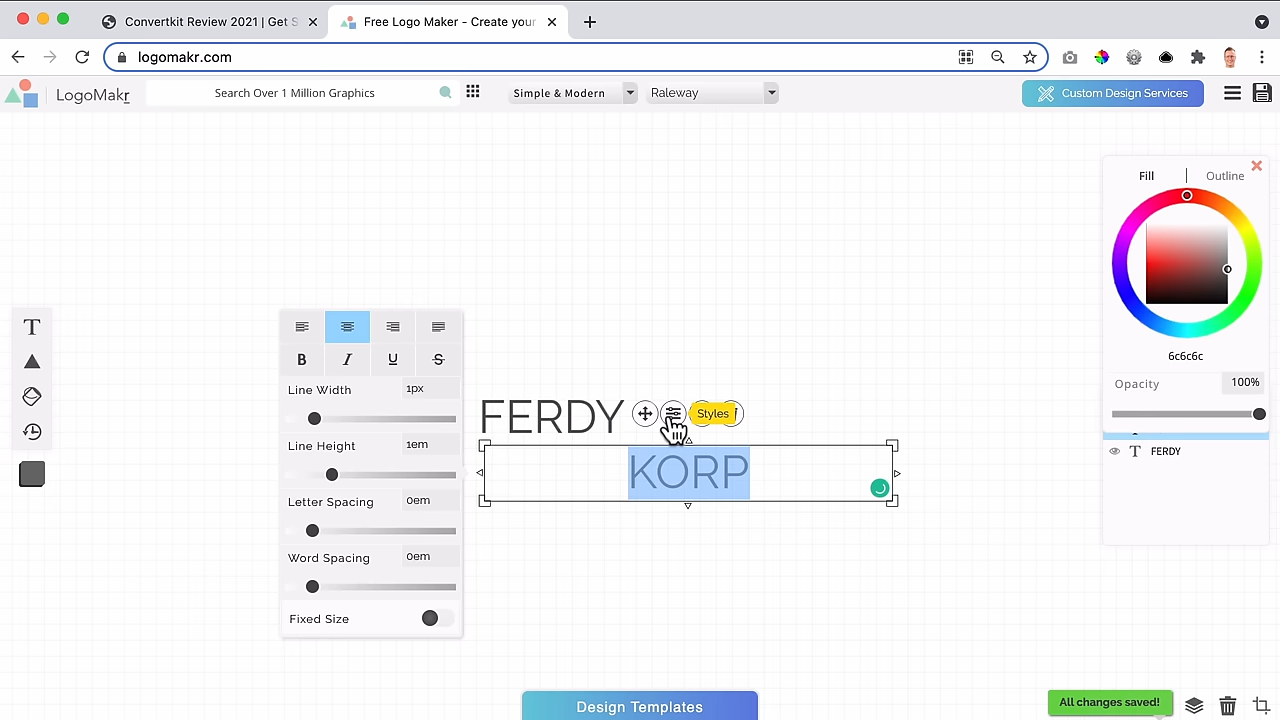 Convertkit Review 2021 | Get S
Free Logo Maker - Create your
logomakr.com
LogoMakr
Search Over 1 Million Graphics
Simple & Modern
Raleway
Custom Design Services
Fill
Outline
6c6c6c
Opacity
100%
FERDY
T
B
I
U
S
Line Width
1px
Line Height
1em
Letter Spacing
0em
Word Spacing
0em
Fixed Size
FERDY
Styles
KORP
Design Templates
All changes saved!